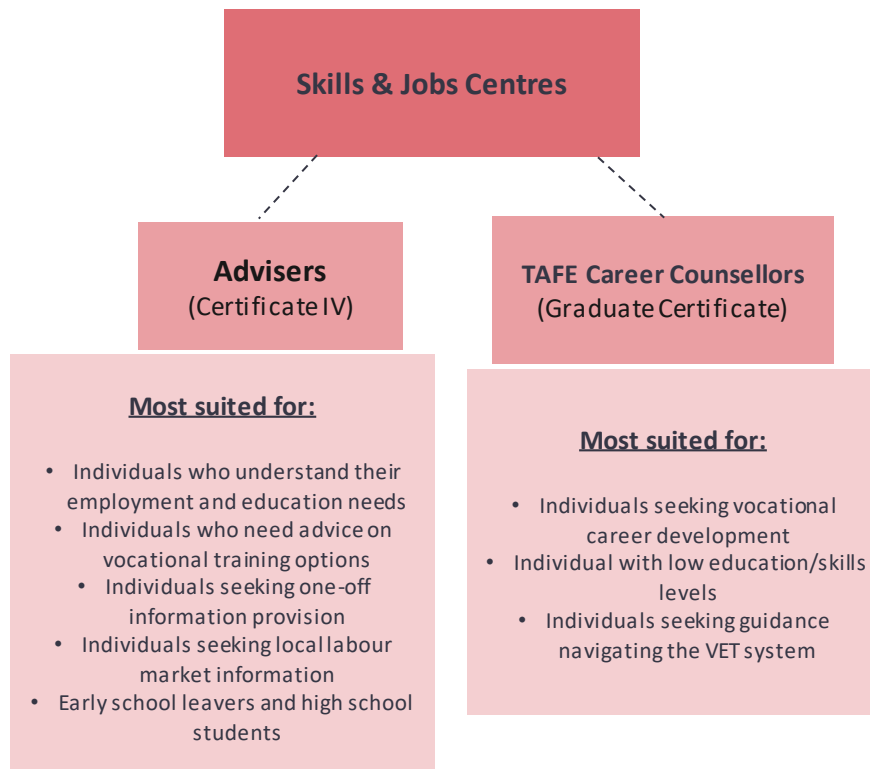 Skills & Jobs Centres
Advisers
(Certificate IV)
Most suited for:
• Individuals who understand their
employment and education needs
• Individuals who need advice on
vocational training options
• Individuals seeking one-off
information provision
• Individuals seeking local labour
market information
• Early school leavers and high school
students
TAFE Career Counsellors
(Graduate Certificate)
Most suited for:
• Individuals seeking vocational
career development
• Individual with low education/skills
levels
• Individuals seeking guidance
navigating the VET system